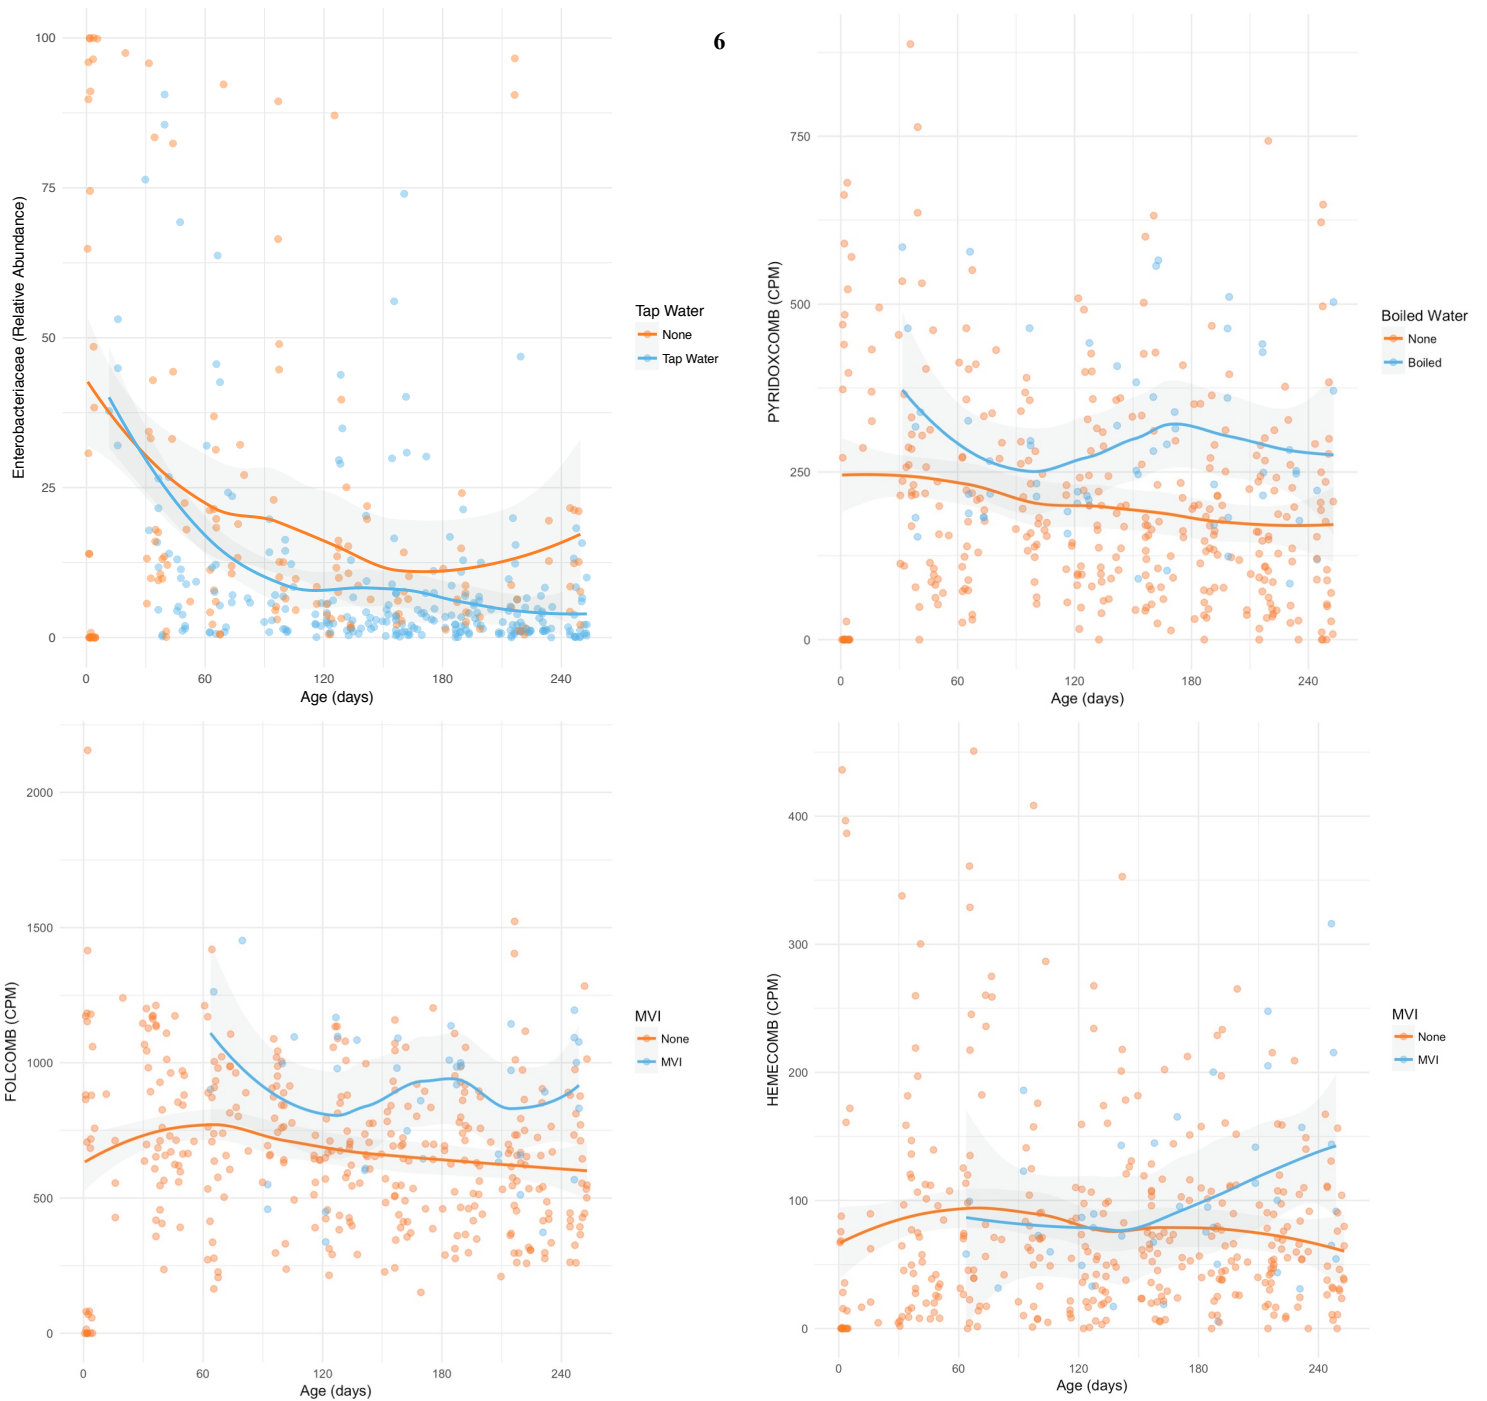 6
100
75
50
25
0
0
60
120
180
240
Enterobacteriaceae (Relative Abundance)
Age (days)
Tap Water
None
Tap Water
750
500
250
0
0
60
120
180
240
PYRIDOXCOMB (CPM)
Age (days)
Boiled Water
None
Boiled
2000
1500
1000
500
0
0
60
120
180
240
FOLCOMB (CPM)
Age (days)
MVI
None
MVI
400
300
200
100
0
0
60
120
180
240
HEMECOMB (CPM)
Age (days)
MVI
None
MVI